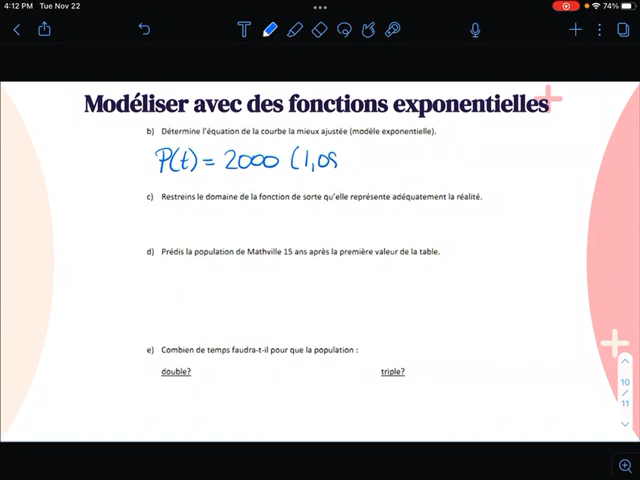 4:12 PM Tue Nov 22
74%
Modéliser avec des fonctions exponentielles
b) Détermine l'équation de la courbe la mieux ajustée (modèle exponentielle).
P(t) = 2000 (1,09
c) Restreins le domaine de la fonction de sorte qu'elle représente adéquatement la réalité.
d) Prédis la population de Mathville 15 ans après la première valeur de la table.
e) Combien de temps faudra-t-il pour que la population :
double? triple?
10
/
11